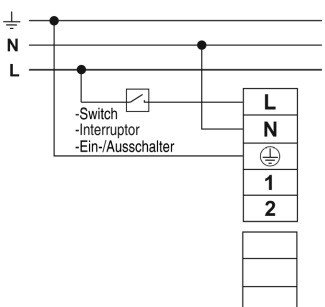 N
L
-Switch
-Interruptor
-Ein-/Ausschalter
L
N
1
2